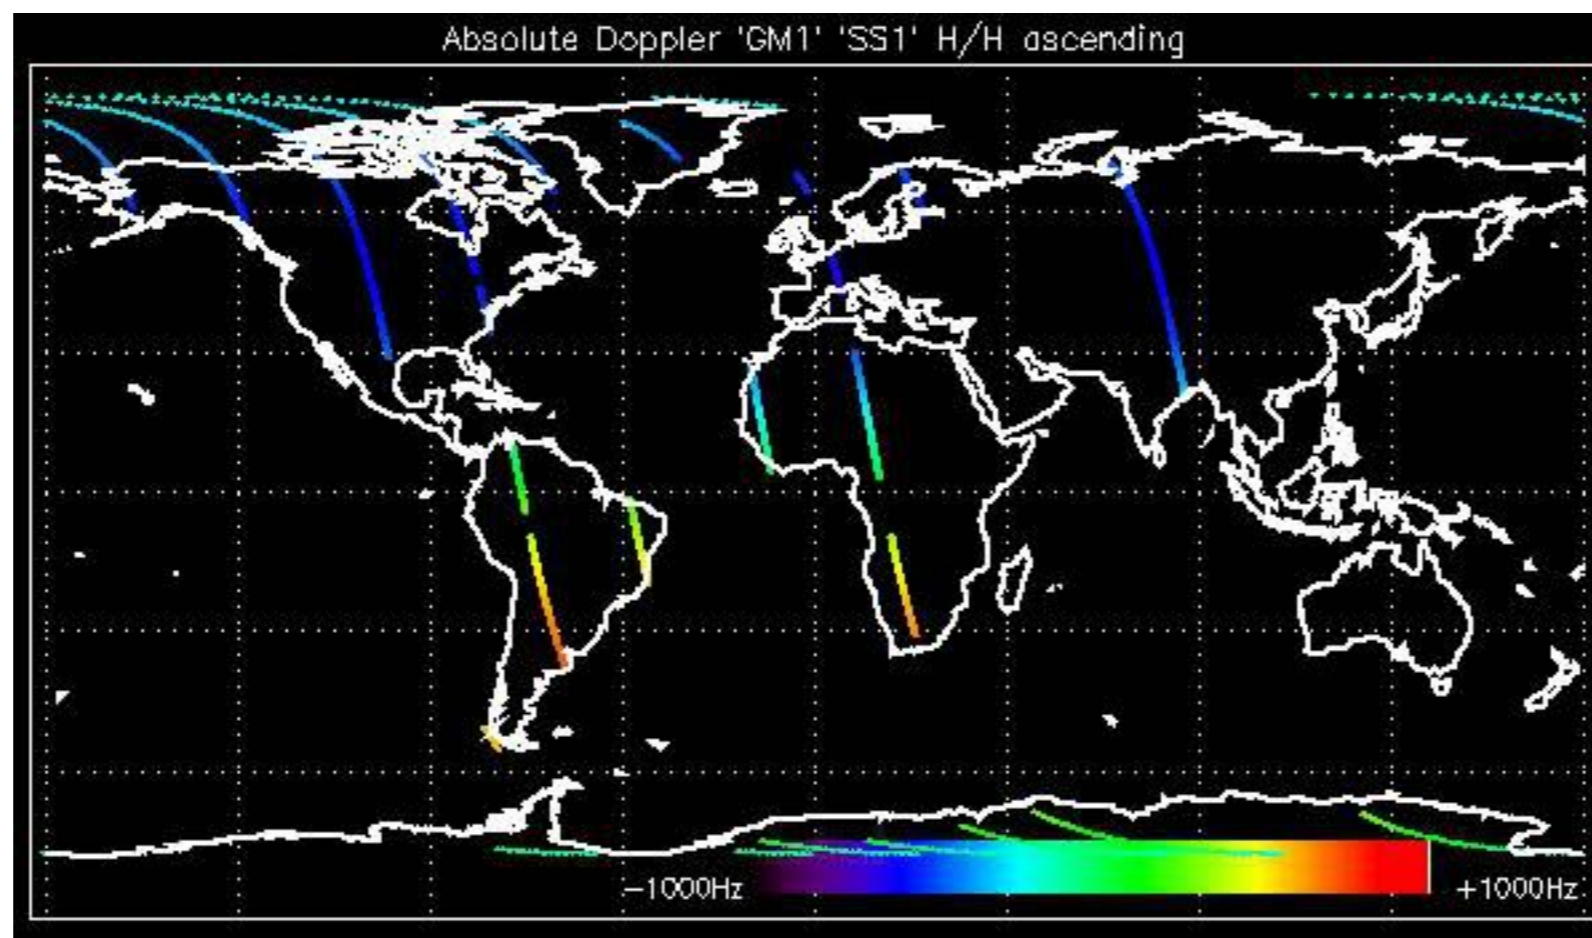 Absolute Doppler 'GM1' 'SS1' H/H ascending
-1000Hz +1000Hz